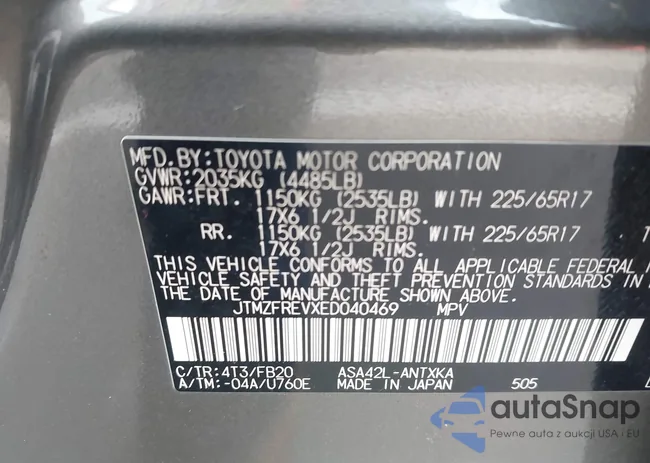 MFD.BY:TOYOTA MOTOR CORPORATION
GVWR:2035KG (4485LB)
GAWR:FRT. 1150KG (2535LB) WITH 225/65R17
17X6 1/2J RIMS.
RR. 1150KG (2535LB) WITH 225/65R17
17X6 1/2J RIMS.
THIS VEHICLE CONFORMS TO ALL APPLICABLE FEDERAL
VEHICLE SAFETY AND THEFT PREVENTION STANDARDS IN
THE DATE OF MANUFACTURE SHOWN ABOVE.
JTMZFREVXED040469 MPV
C/TR:4T3/FB20 ASA42L-ANTXKA
A/TM:-04A/U760E MADE IN JAPAN 505
autaSnap
Pewne auta z aukcji USA i EU